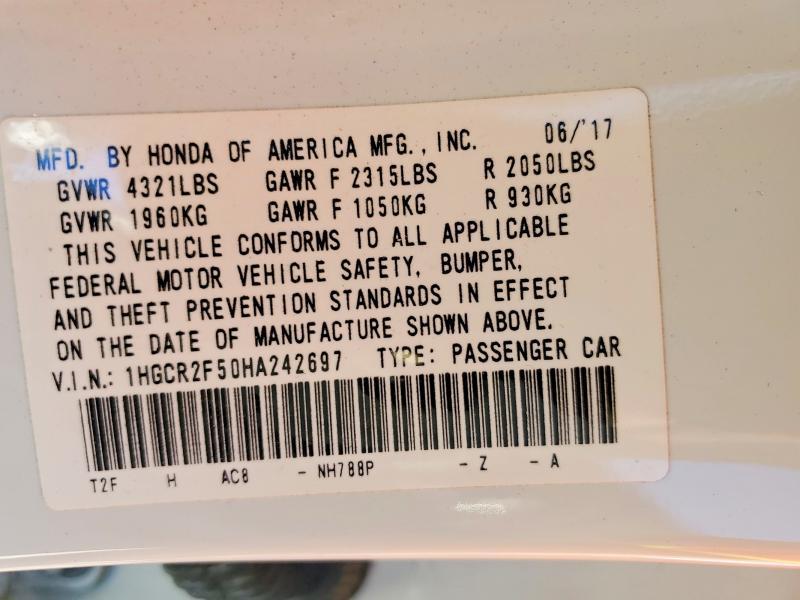 MFD. BY HONDA OF AMERICA MFG., INC. 06/'17
GVWR 4321LBS GAWR F 2315LBS R 2050LBS
GVWR 1960KG GAWR F 1050KG R 930KG
THIS VEHICLE CONFORMS TO ALL APPLICABLE
FEDERAL MOTOR VEHICLE SAFETY, BUMPER,
AND THEFT PREVENTION STANDARDS IN EFFECT
ON THE DATE OF MANUFACTURE SHOWN ABOVE.
V.I.N.: 1HGCR2F50HA242697 TYPE: PASSENGER CAR
T2F H AC8 - NH788P - Z - A